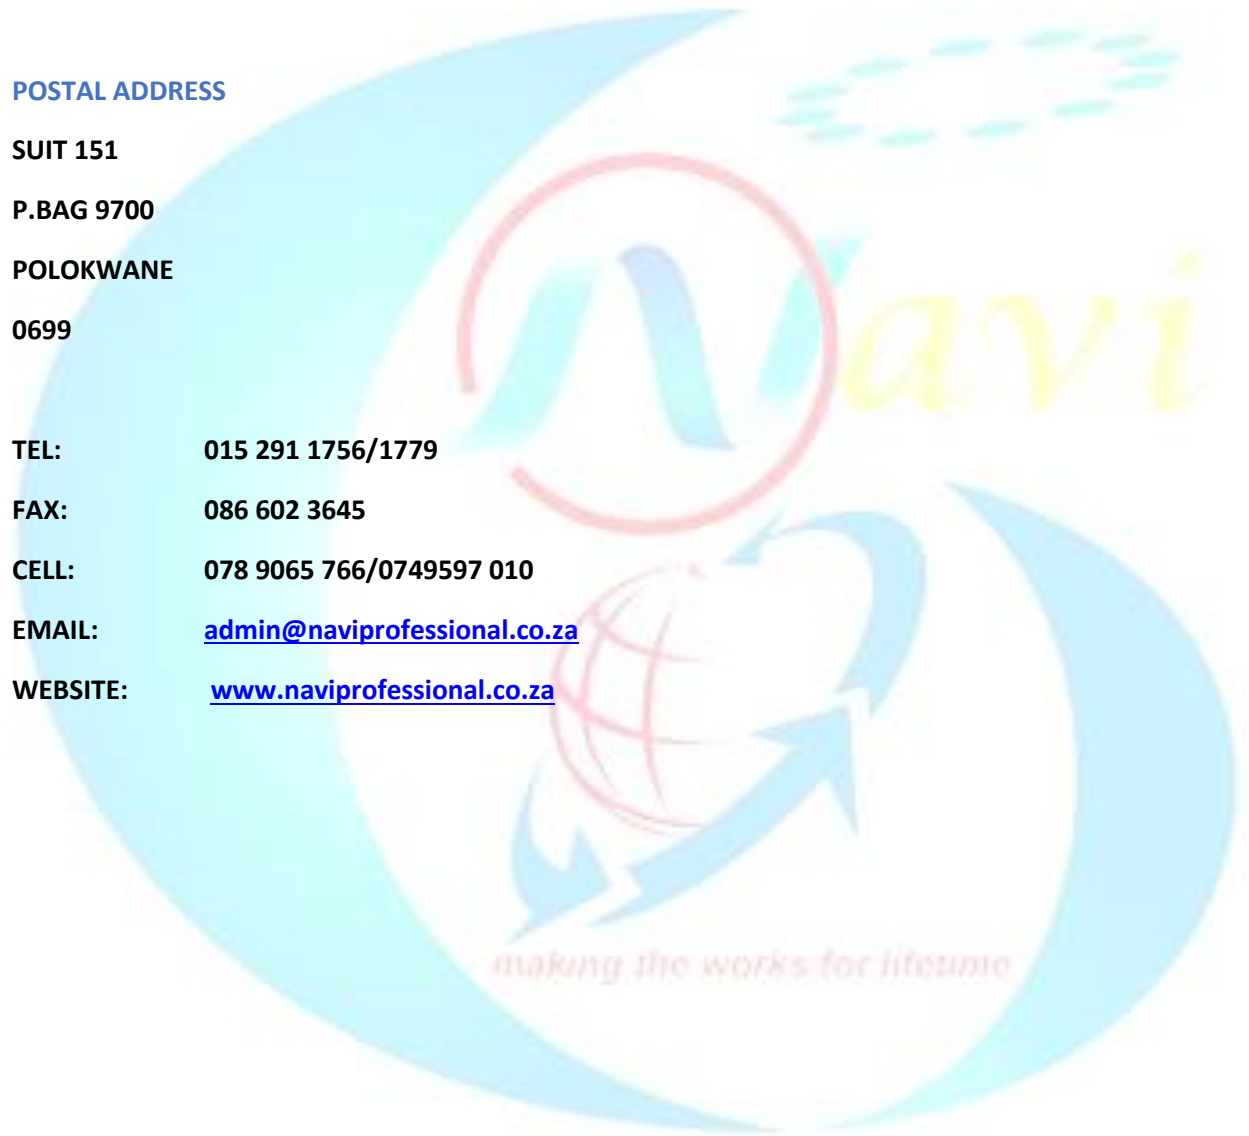 POSTAL ADDRESS
SUIT 151
P.BAG 9700
POLOKWANE
0699
TEL: 015 291 1756/1779
FAX: 086 602 3645
CELL: 078 9065 766/0749597 010
EMAIL: admin@naviprofessional.co.za
WEBSITE: www.naviprofessional.co.za
Navi
making the works for lifetime